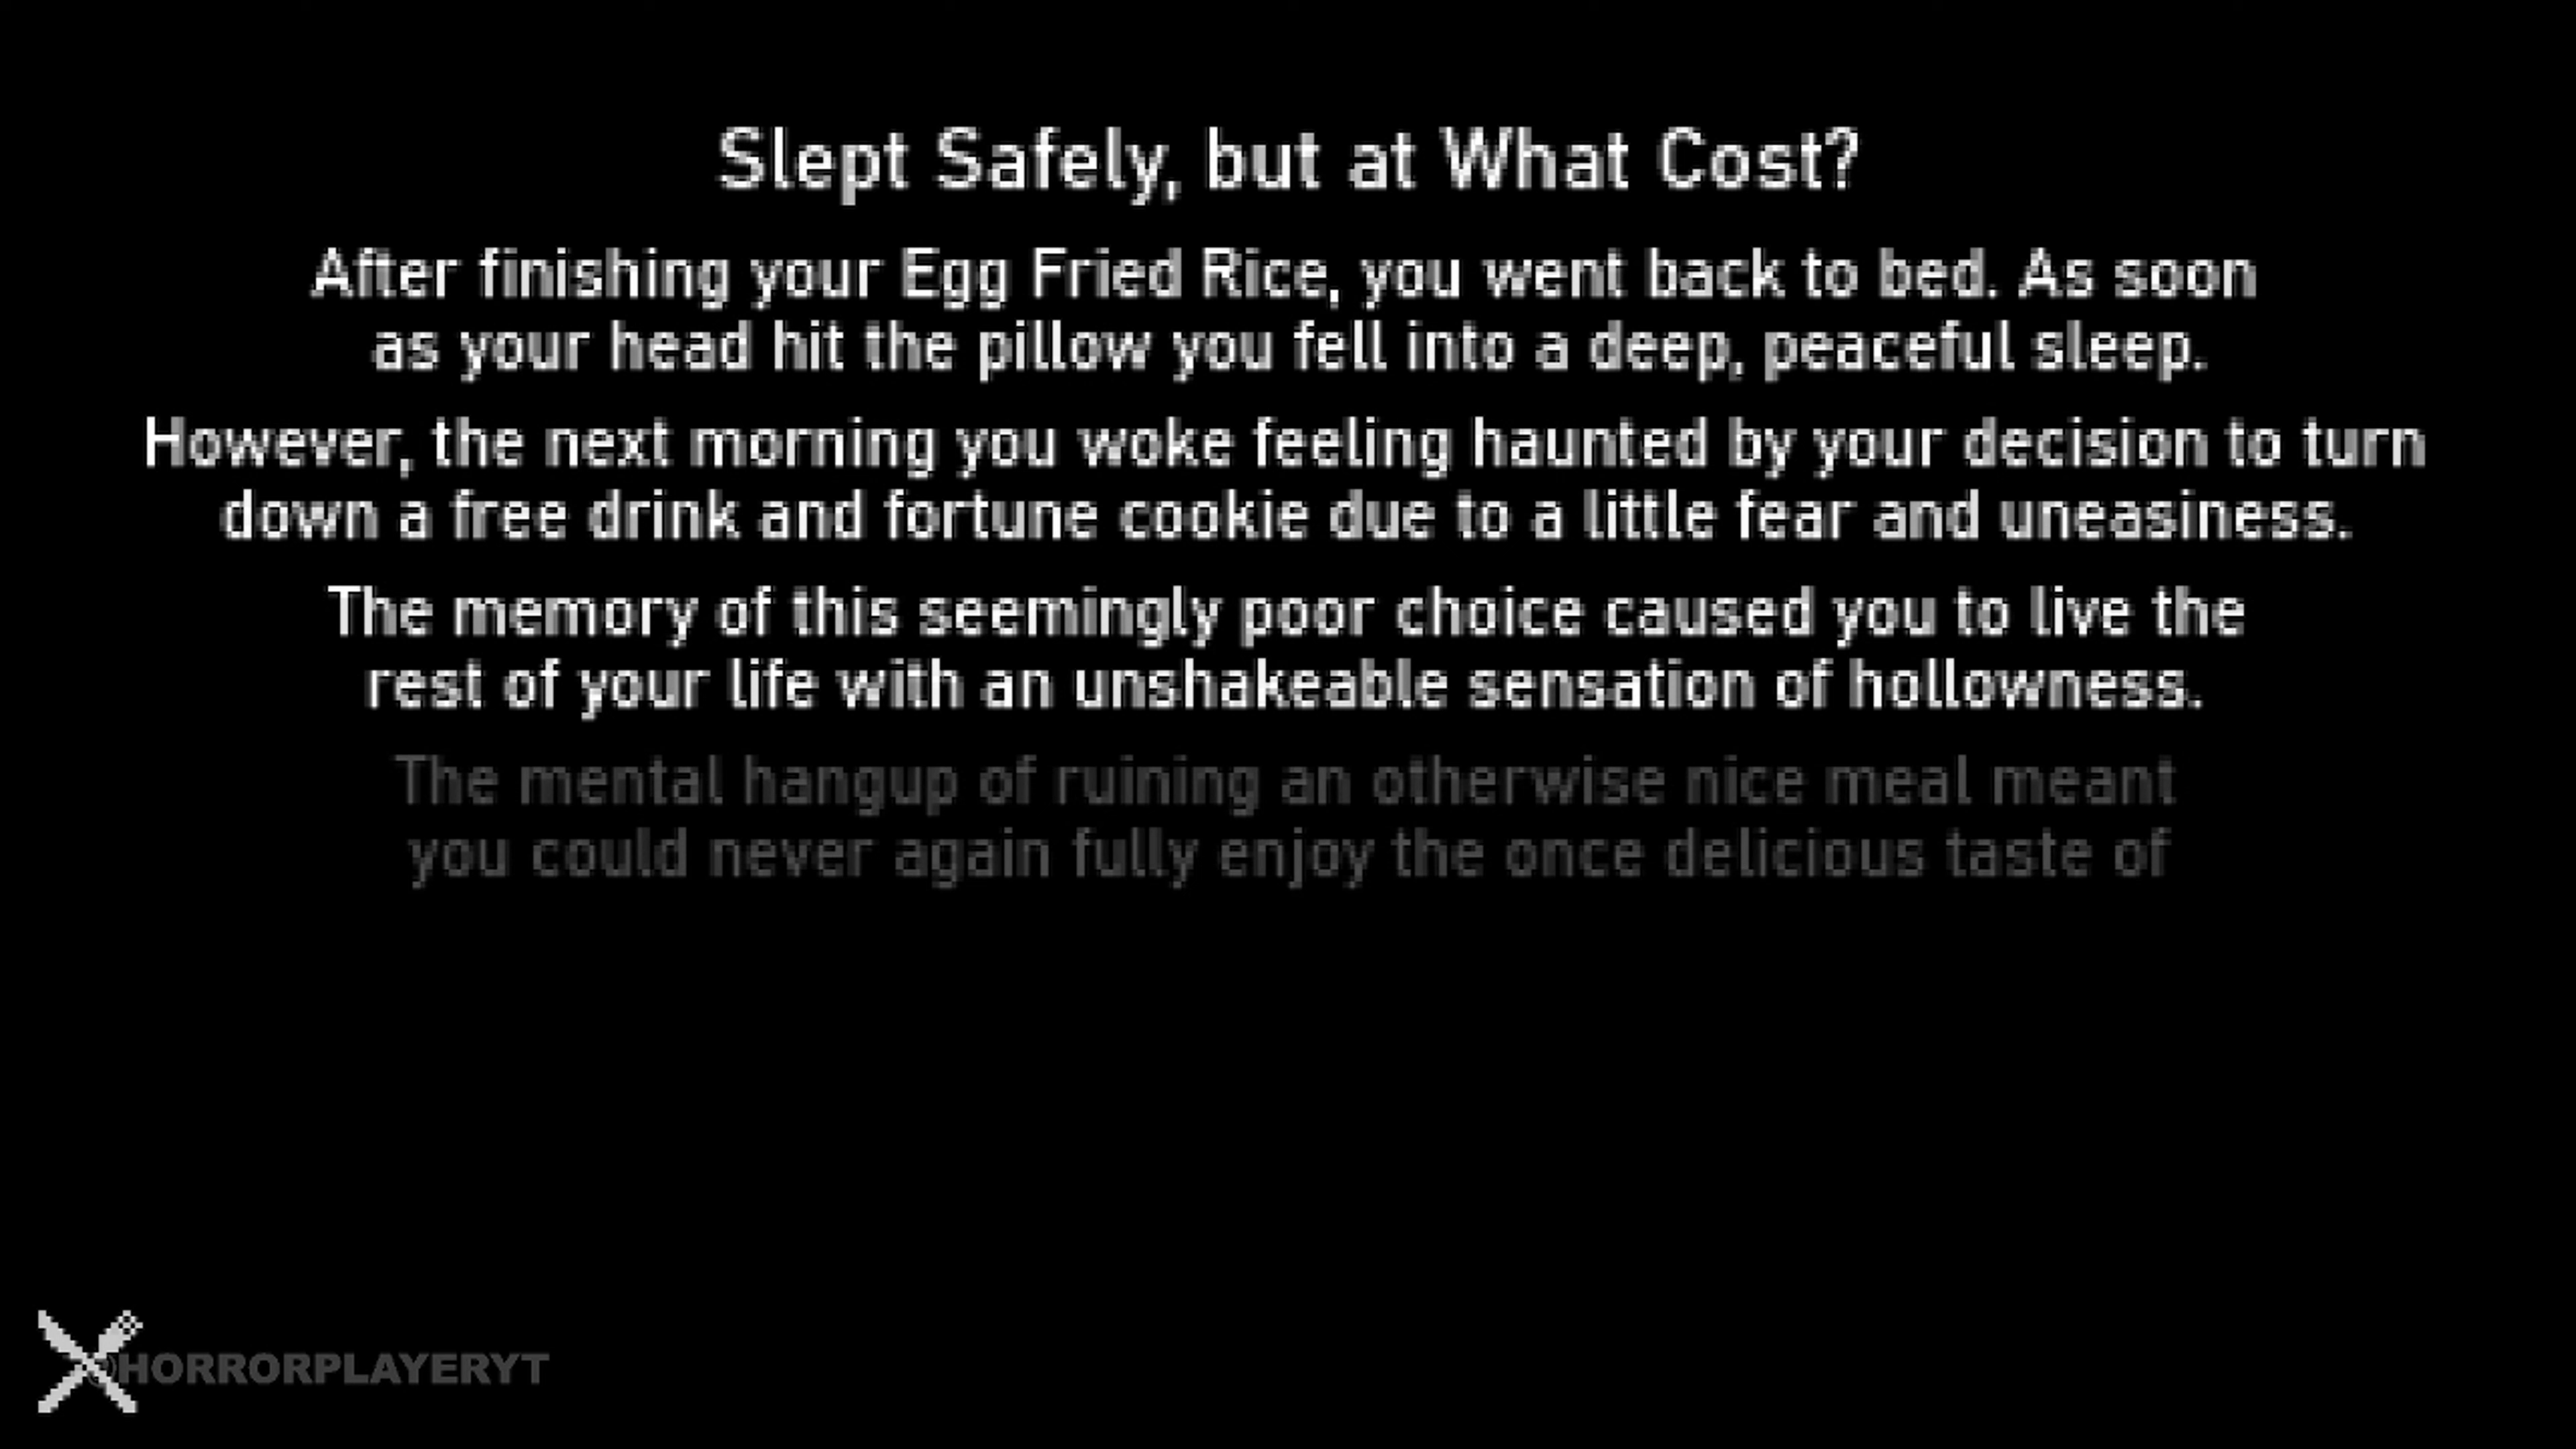 Slept Safely, but at What Cost?
After finishing your Egg Fried Rice, you went back to bed. As soon
as your head hit the pillow you fell into a deep, peaceful sleep.
However, the next morning you woke feeling haunted by your decision to turn
down a free drink and fortune cookie due to a little fear and uneasiness.
The memory of this seemingly poor choice caused you to live the
rest of your life with an unshakeable sensation of hollowness.
The mental hangup of ruining an otherwise nice meal meant
you could never again fully enjoy the once delicious taste of
@HORRORPLAYERYT